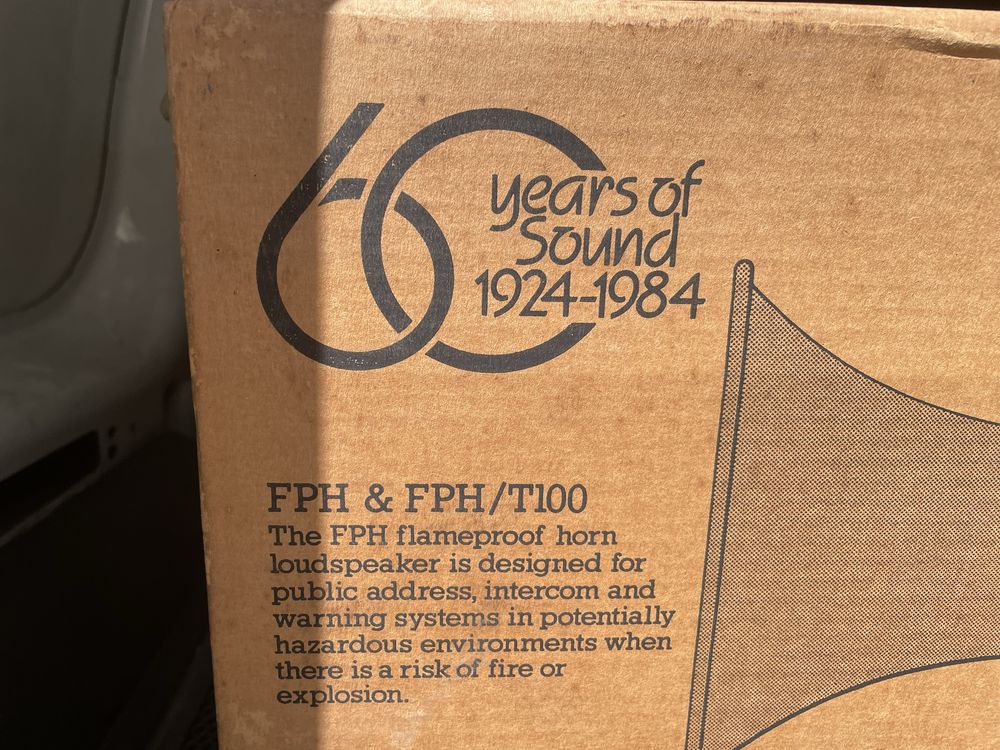 60
years of
Sound
1924-1984
FPH & FPH/T100
The FPH flameproof horn
loudspeaker is designed for
public address, intercom and
warning systems in potentially
hazardous environments when
there is a risk of fire or
explosion.